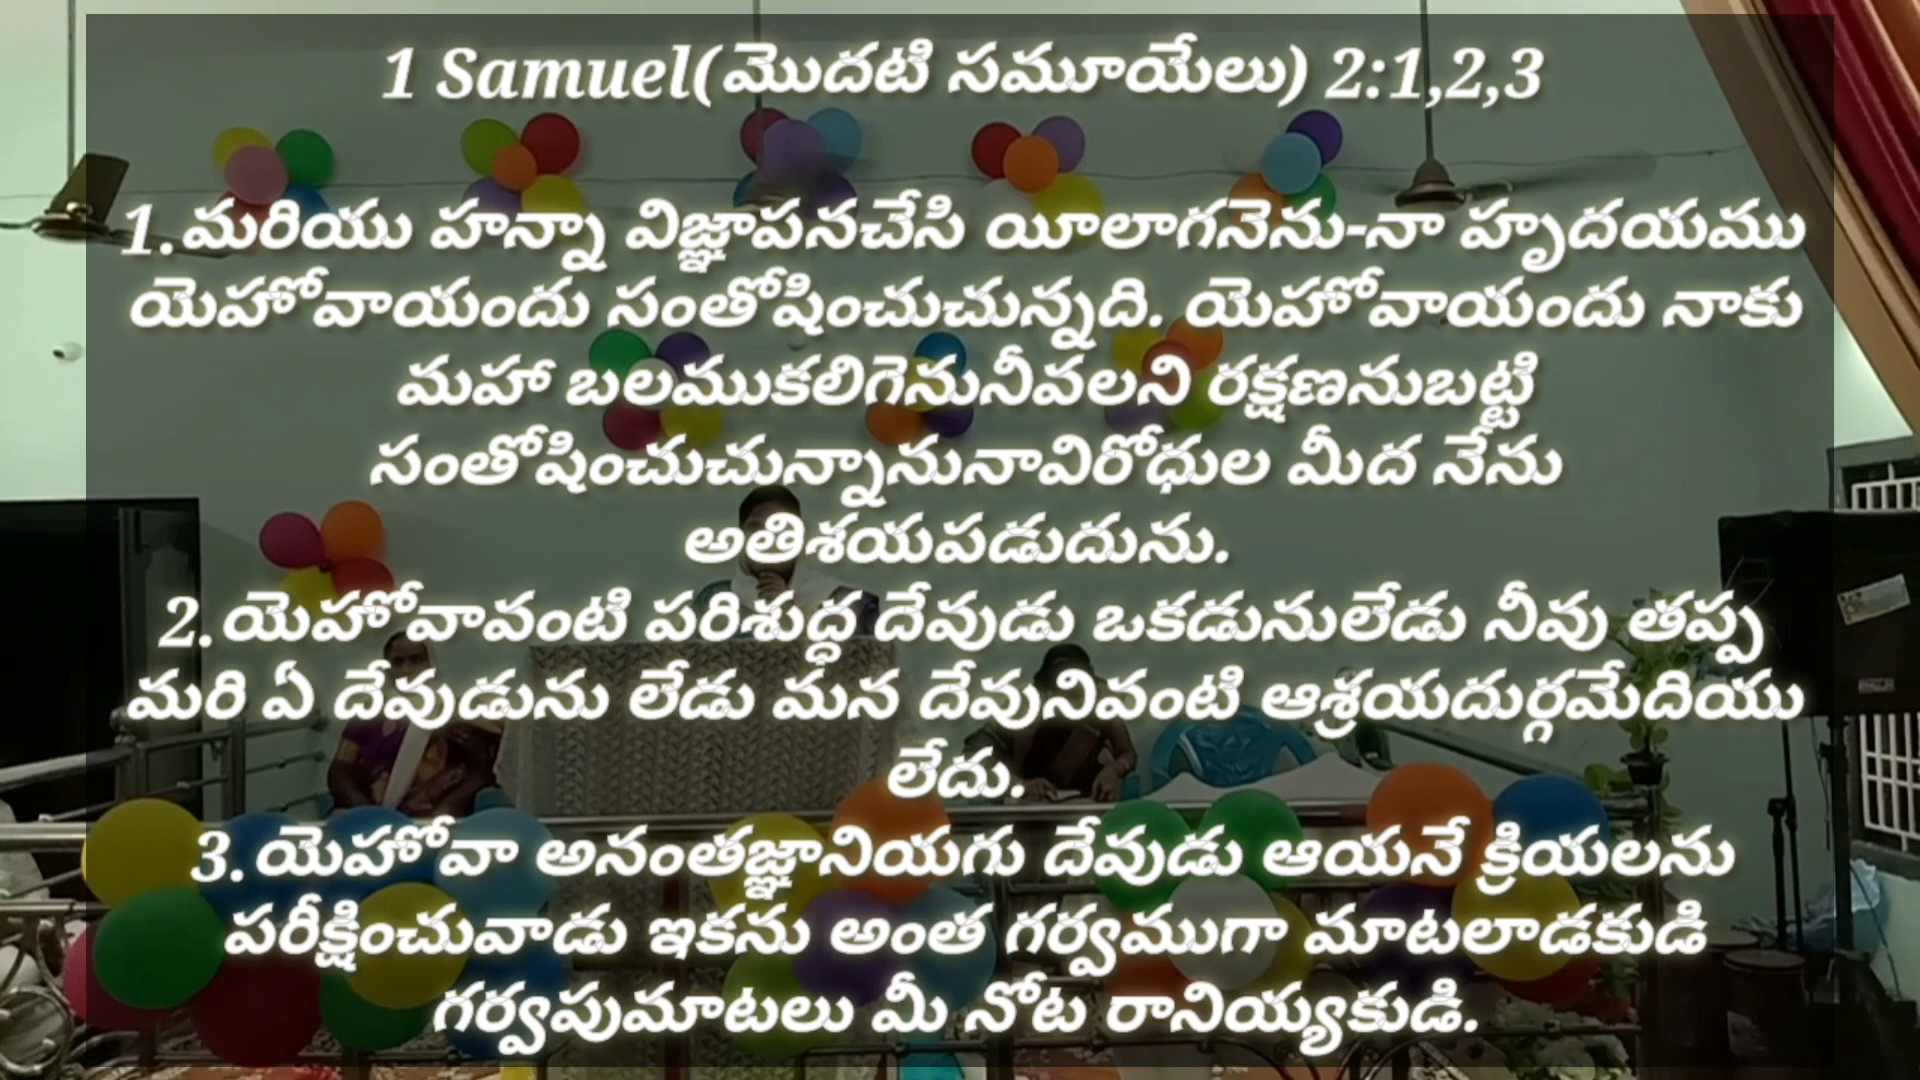 1 Samuel(మొదటి సమూయేలు) 2:1,2,3
1.మరియు హన్నా విజ్ఞాపనచేసి యీలాగనెను-నా హృదయము
యెహోవాయందు సంతోషించుచున్నది. యెహోవాయందు నాకు
మహా బలముకలిగెనునీవలని రక్షణనుబట్టి
సంతోషించుచున్నానునావిరోధుల మీద నేను
అతిశయపడుదును.
2.యెహోవావంటి పరిశుద్ధ దేవుడు ఒకడునులేడు నీవు తప్ప
మరి ఏ దేవుడును లేడు మన దేవునివంటి ఆశ్రయదుర్గమేదియు
లేదు.
3.యెహోవా అనంతజ్ఞానియగు దేవుడు ఆయనే క్రియలను
పరీక్షించువాడు ఇకను అంత గర్వముగా మాటలాడకుడి
గర్వపుమాటలు మీ నోట రానియ్యకుడి.